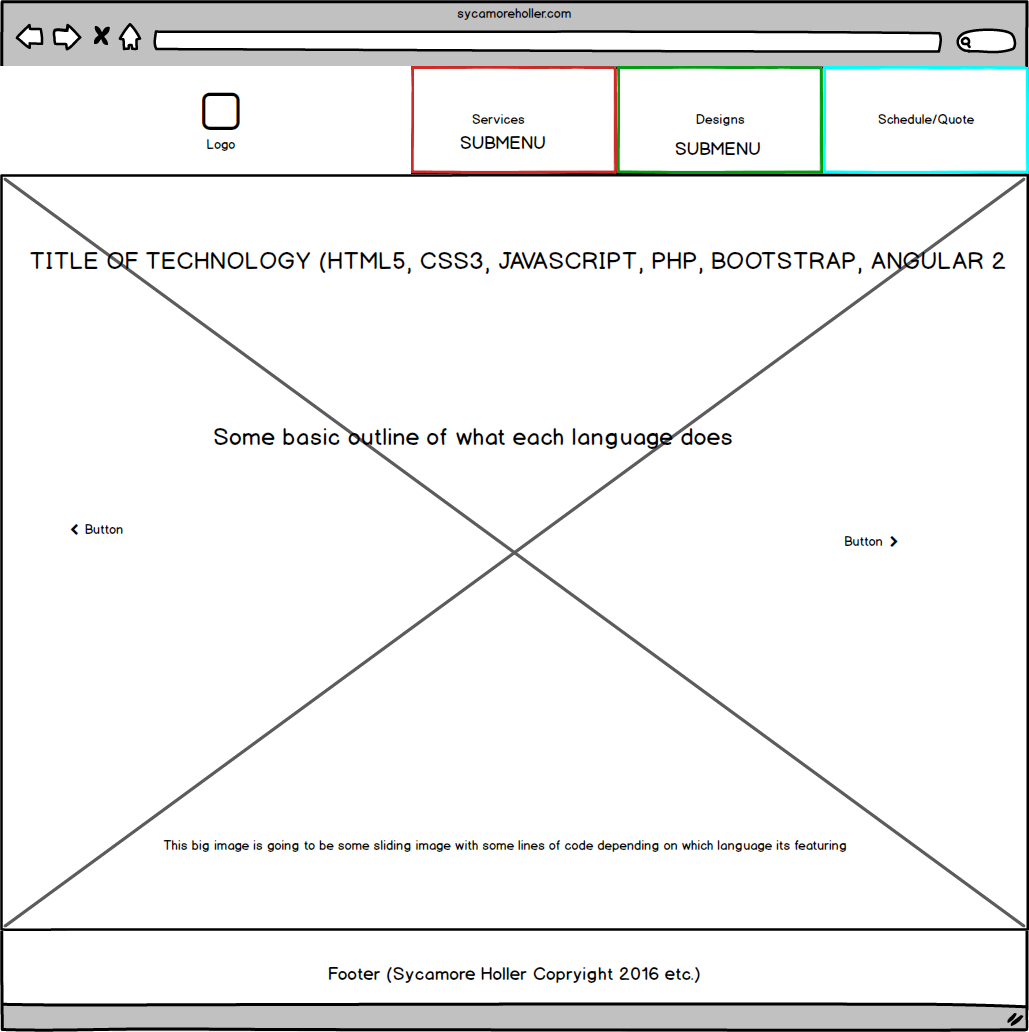 sycamoreholler.com
Logo
Services
SUBMENU
Designs
SUBMENU
Schedule/Quote
TITLE OF TECHNOLOGY (HTML5, CSS3, JAVASCRIPT, PHP, BOOTSTRAP, ANGULAR 2
Some basic outline of what each language does
Button
Button
This big image is going to be some sliding image with some lines of code depending on which language its featuring
Footer (Sycamore Holler Copryight 2016 etc.)